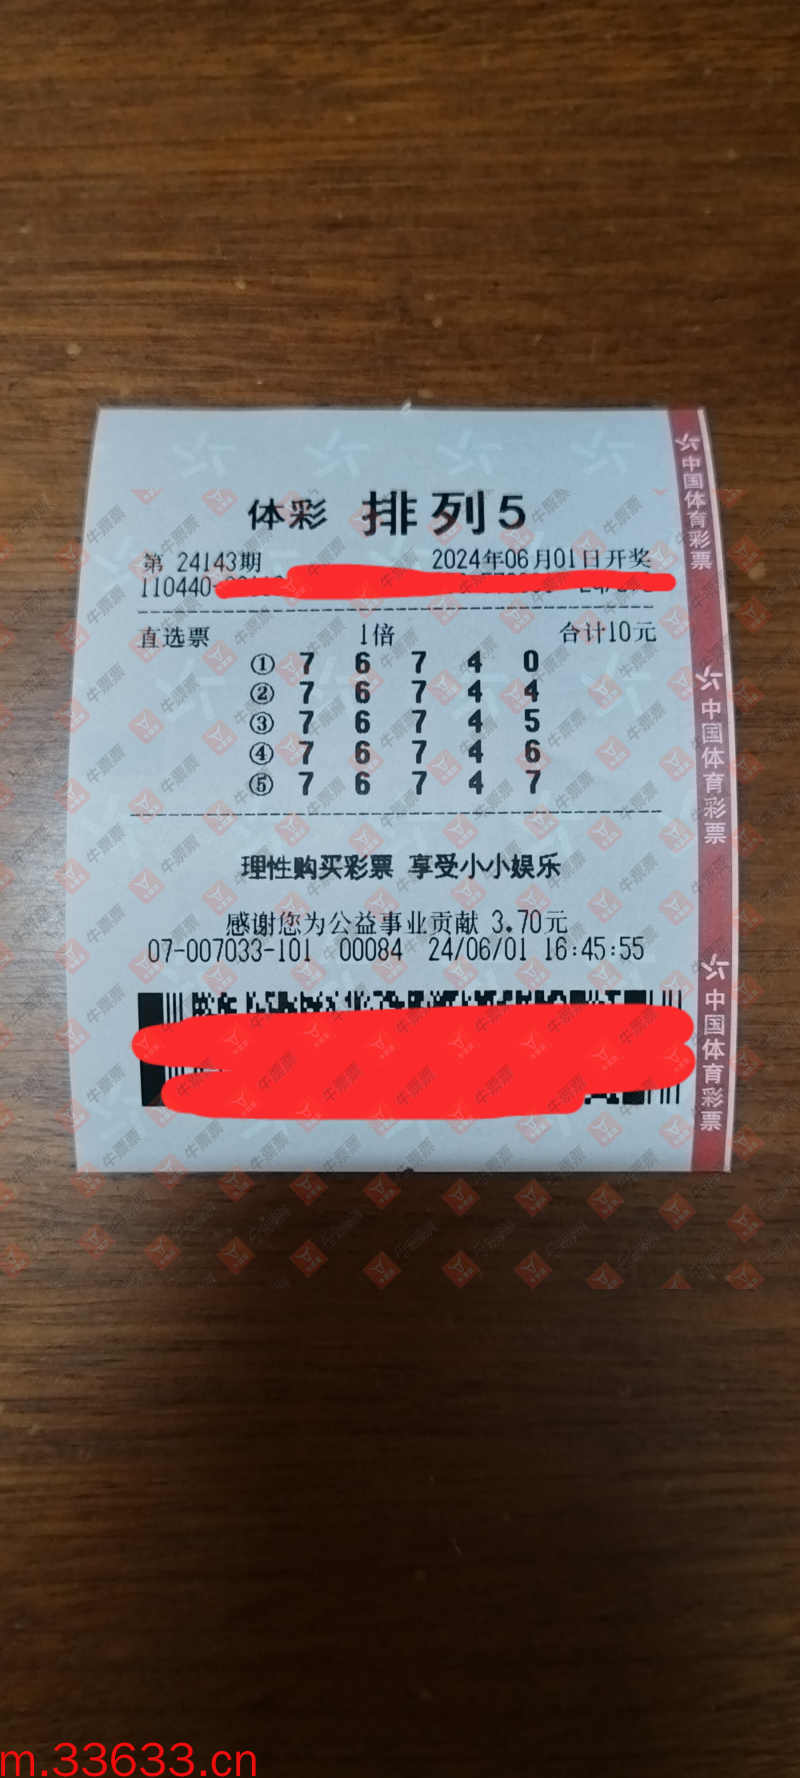 体彩 排列5
第 24143期 2024年06月01日开奖
110440-
直选票 1倍 合计10元
① 7 6 7 4 0
② 7 6 7 4 4
③ 7 6 7 4 5
④ 7 6 7 4 6
⑤ 7 6 7 4 7
理性购买彩票 享受小小娱乐
感谢您为公益事业贡献 3.70元
07-007033-101 00084 24/06/01 16:45:55
中国体育彩票
中国体育彩票
中国体育彩票
牛票票
m.33633.cn